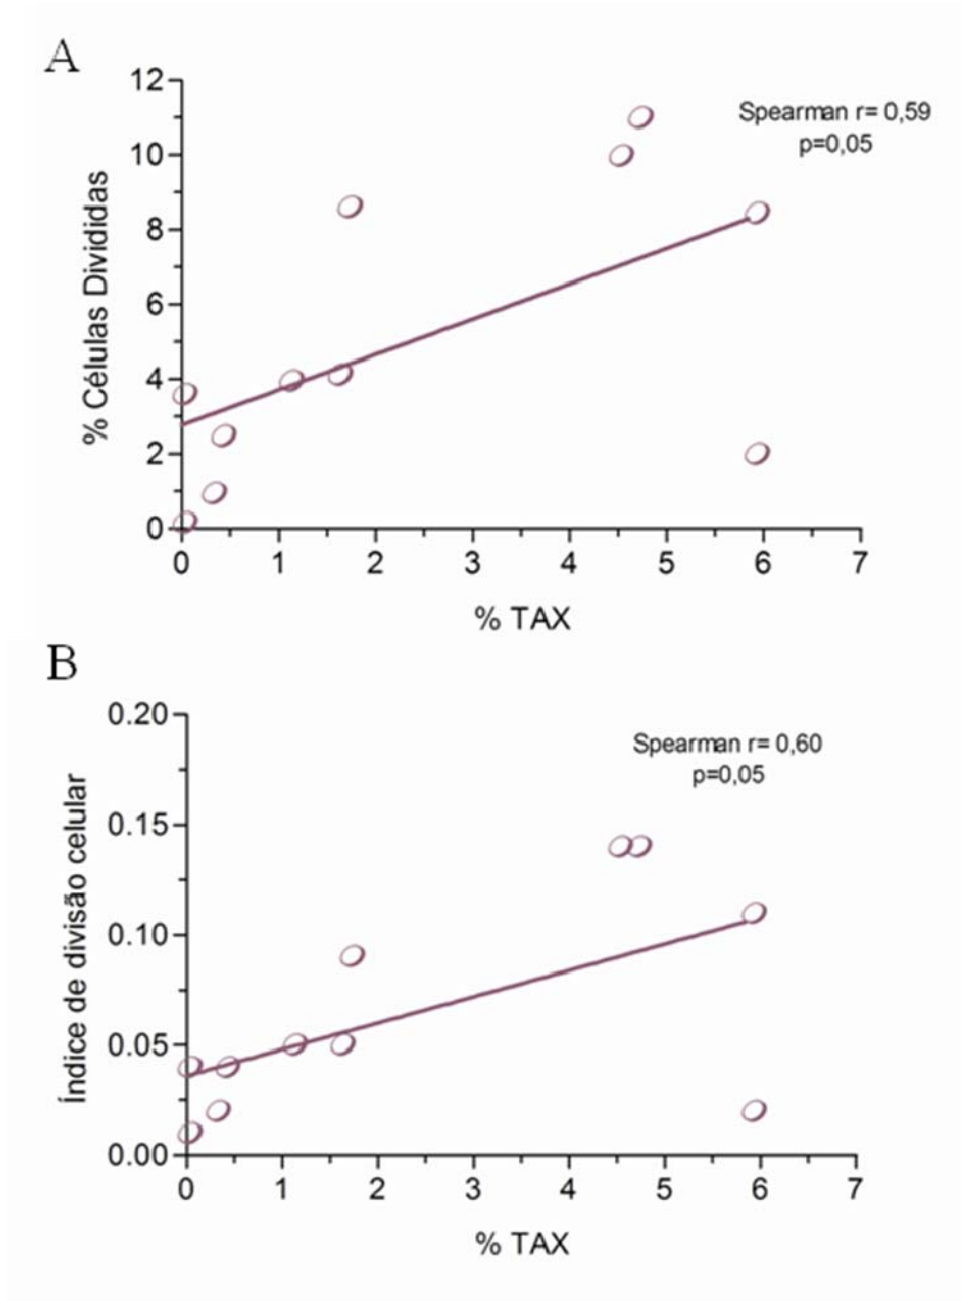 A
12
10
8
6
4
2
0
% Células Divididas
Spearman r= 0,59
p=0,05
0 1 2 3 4 5 6 7
% TAX
B
0.20
0.15
0.10
0.05
0.00
Índice de divisão celular
Spearman r= 0,60
p=0,05
0 1 2 3 4 5 6 7
% TAX